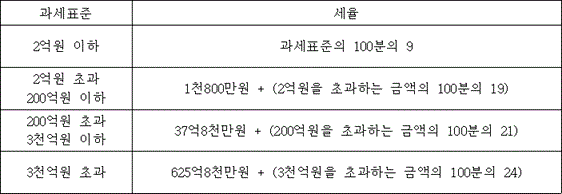 과세표준 세율
2억원 이하 과세표준의 100분의 9
2억원 초과
200억원 이하 1천800만원 + (2억원을 초과하는 금액의 100분의 19)
200억원 초과
3천억원 이하 37억8천만원 + (200억원을 초과하는 금액의 100분의 21)
3천억원 초과 625억8천만원 + (3천억원을 초과하는 금액의 100분의 24)